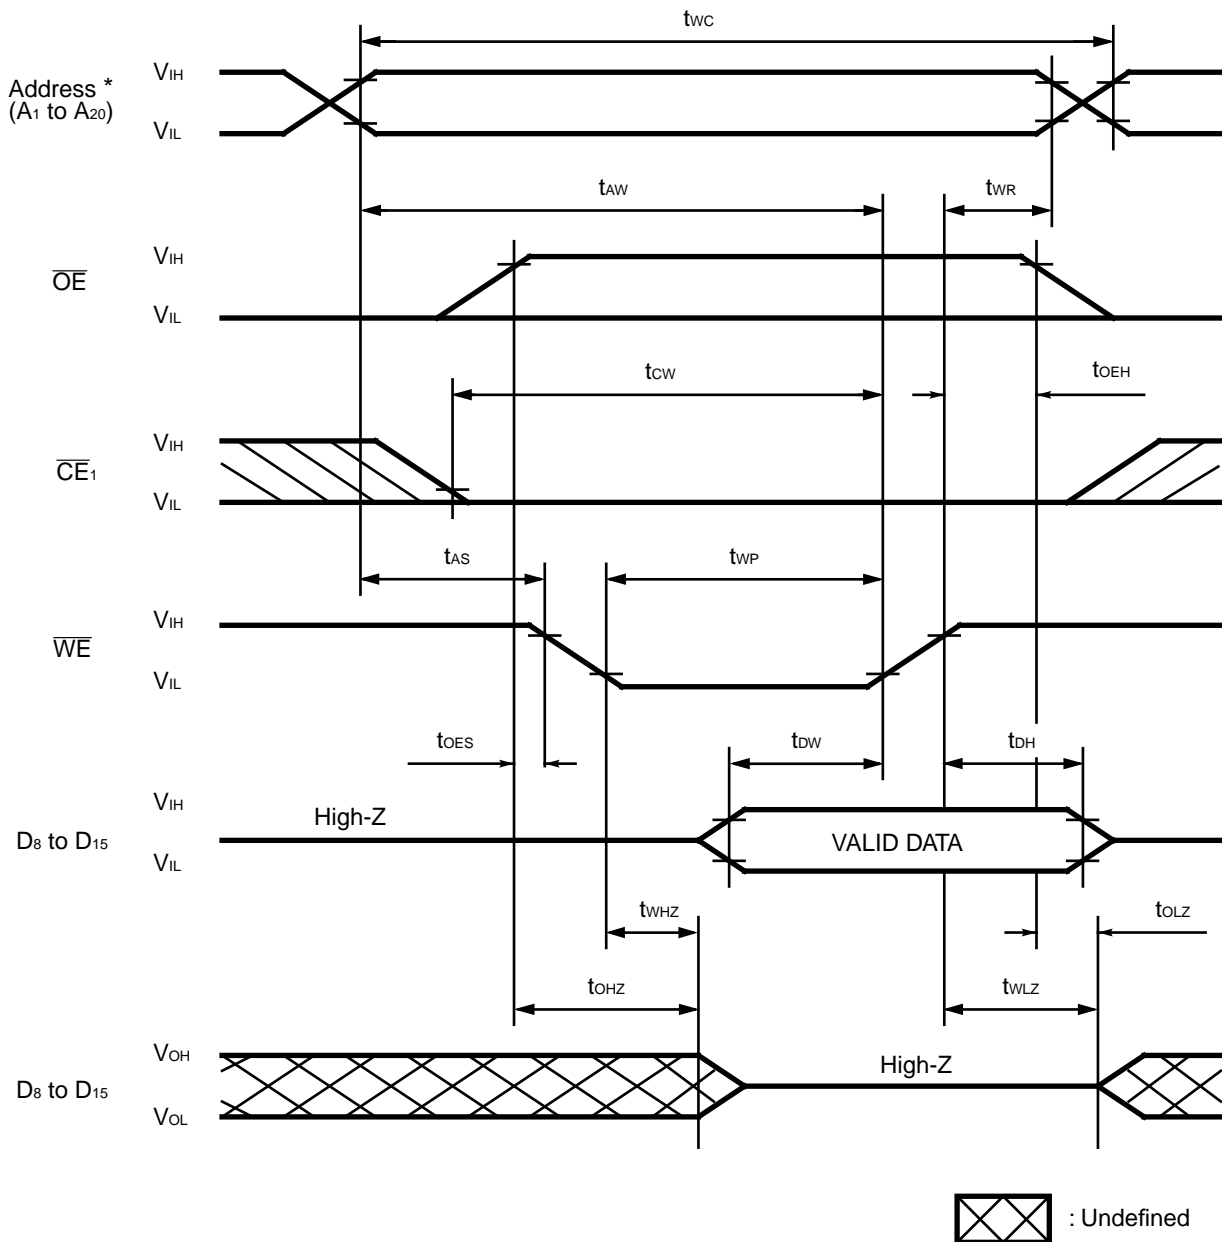 tWC
Address *
(A1 to A20)
VIH
VIL
tAW
tWR
OE
VIH
VIL
tCW
tOEH
CE1
VIH
VIL
tAS
tWP
WE
VIH
VIL
tOES
tDW
tDH
D8 to D15
VIH
VIL
High-Z
VALID DATA
tWHZ
tOLZ
tOHZ
tWLZ
D8 to D15
VOH
VOL
High-Z
: Undefined